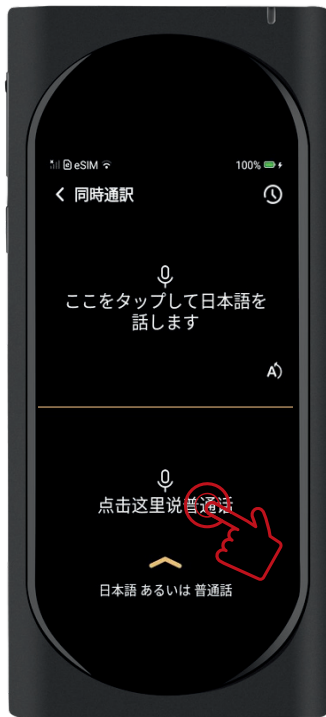 eSIM
100%
同時通訳
ここをタップして日本語を
話します
A
点击这里说普通话
日本語 あるいは 普通話